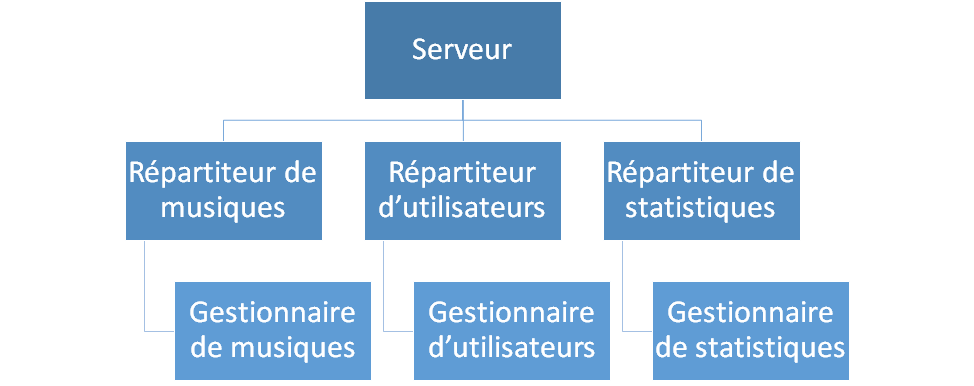 Serveur
Répartiteur de
musiques
Répartiteur
d’utilisateurs
Répartiteur de
statistiques
Gestionnaire
de musiques
Gestionnaire
d’utilisateurs
Gestionnaire
de statistiques